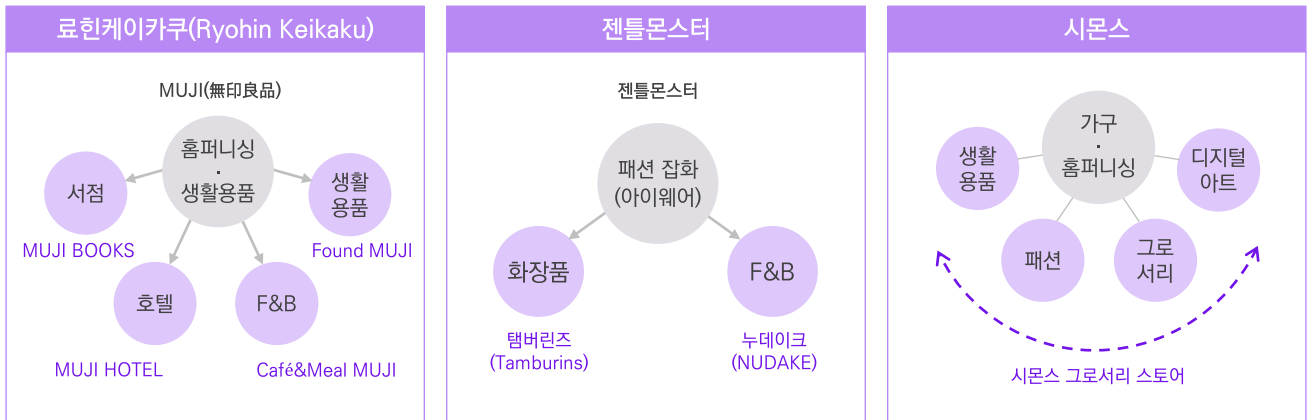 료힌케이카쿠(Ryohin Keikaku)
MUJI(無印良品)
홈퍼니싱
·
생활용품
서점
MUJI BOOKS
생활
용품
Found MUJI
호텔
MUJI HOTEL
F&B
Café&Meal MUJI
젠틀몬스터
젠틀몬스터
패션 잡화
(아이웨어)
화장품
탬버린즈
(Tamburins)
F&B
누데이크
(NUDAKE)
시몬스
가구
·
홈퍼니싱
생활
용품
디지털
아트
패션
그로
서리
시몬스 그로서리 스토어